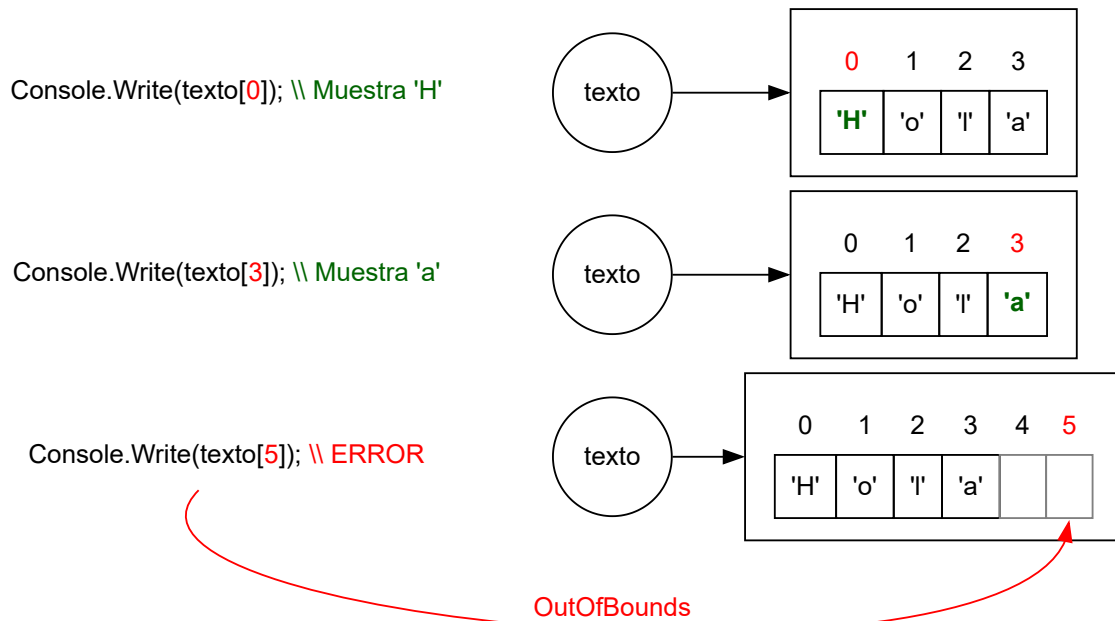 0 1 2 3
Console.Write(texto[0]); \\ Muestra 'H'
texto
'H' 'o' 'l' 'a'
0 1 2 3
Console.Write(texto[3]); \\ Muestra 'a'
texto
'H' 'o' 'l' 'a'
0 1 2 3 4 5
Console.Write(texto[5]); \\ ERROR
texto
'H' 'o' 'l' 'a'
OutOfBounds